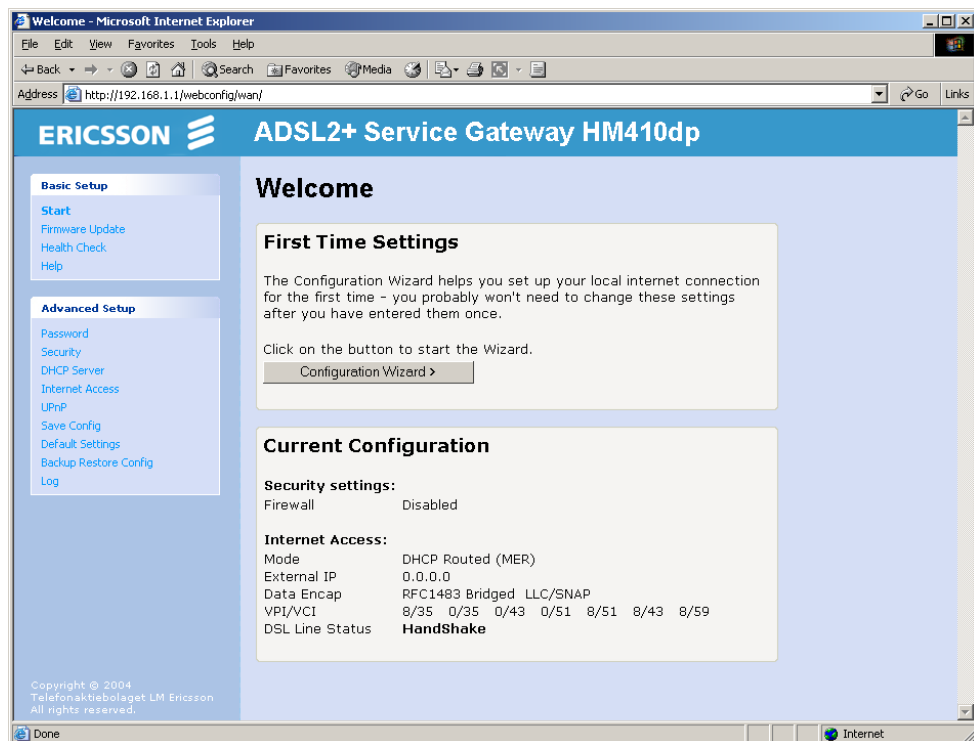 Welcome - Microsoft Internet Explorer
File Edit View Favorites Tools Help
Back Search Favorites Media
Address http://192.168.1.1/webconfig/wan/ Go Links
ERICSSON ADSL2+ Service Gateway HM410dp
Basic Setup
Start
Firmware Update
Health Check
Help
Advanced Setup
Password
Security
DHCP Server
Internet Access
UPnP
Save Config
Default Settings
Backup Restore Config
Log
Copyright © 2004
Telefonaktiebolaget LM Ericsson
All rights reserved.
Welcome
First Time Settings
The Configuration Wizard helps you set up your local internet connection
for the first time - you probably won't need to change these settings
after you have entered them once.
Click on the button to start the Wizard.
Configuration Wizard >
Current Configuration
Security settings:
Firewall Disabled
Internet Access:
Mode DHCP Routed (MER)
External IP 0.0.0.0
Data Encap RFC1483 Bridged LLC/SNAP
VPI/VCI 8/35 0/35 0/43 0/51 8/51 8/43 8/59
DSL Line Status HandShake
Done Internet